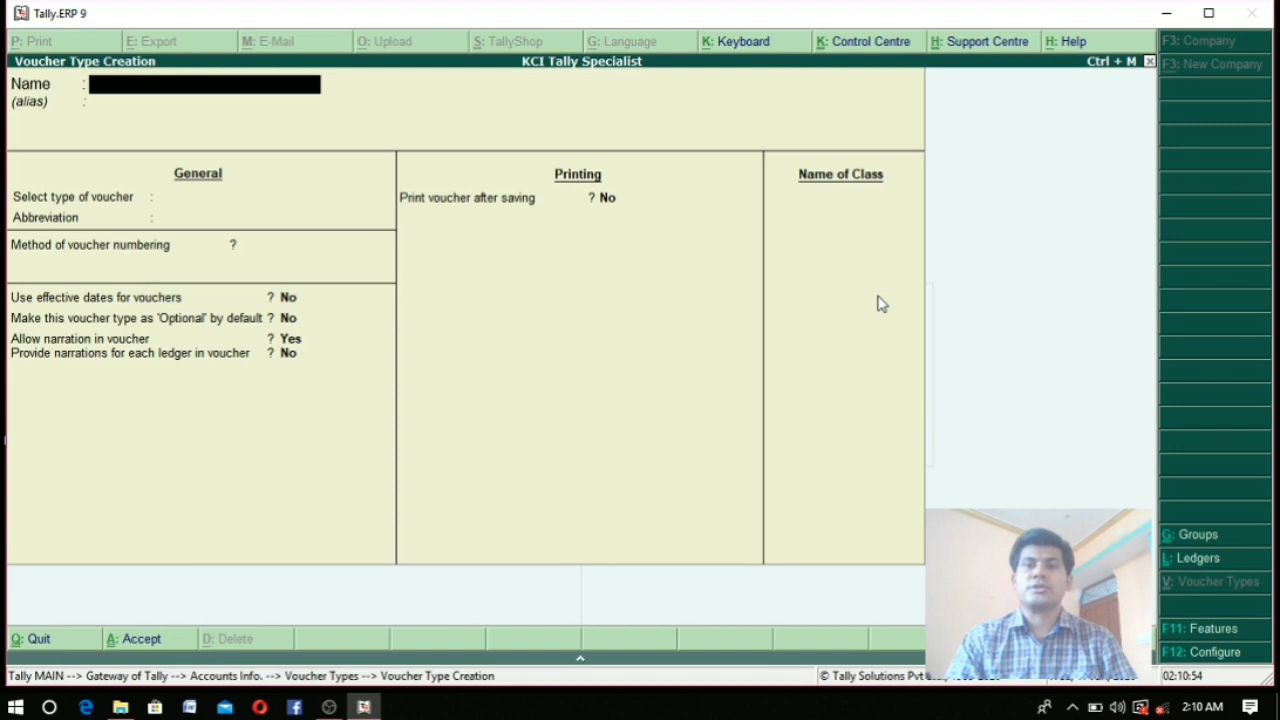 Tally.ERP 9
P: Print E: Export M: E-Mail O: Upload S: TallyShop G: Language K: Keyboard K: Control Centre H: Support Centre H: Help
F3: Company
F3: New Company
Voucher Type Creation KCI Tally Specialist Ctrl + M
Name :
(alias) :
General
Select type of voucher :
Abbreviation :
Method of voucher numbering ?
Use effective dates for vouchers ? No
Make this voucher type as 'Optional' by default ? No
Allow narration in voucher ? Yes
Provide narrations for each ledger in voucher ? No
Printing
Print voucher after saving ? No
Name of Class
G: Groups
L: Ledgers
V: Voucher Types
F11: Features
F12: Configure
Q: Quit A: Accept D: Delete
Tally MAIN --> Gateway of Tally --> Accounts Info. --> Voucher Types --> Voucher Type Creation
© Tally Solutions Pvt
02:10:54
2:10 AM